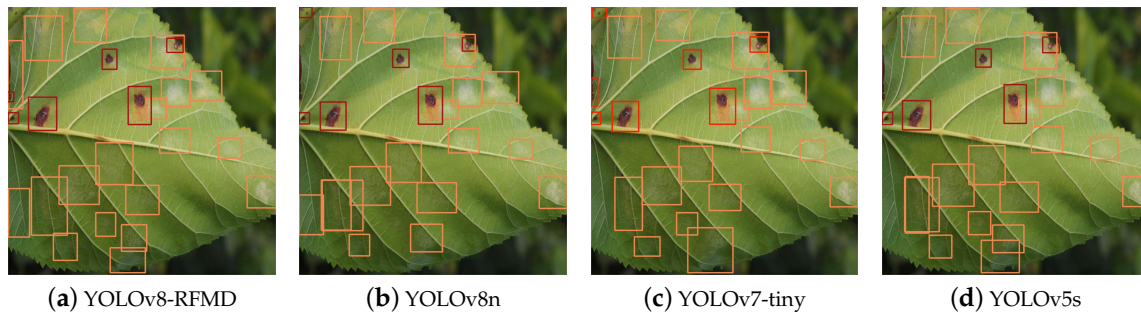 (a) YOLOv8-RFMD
(b) YOLOv8n
(c) YOLOv7-tiny
(d) YOLOv5s